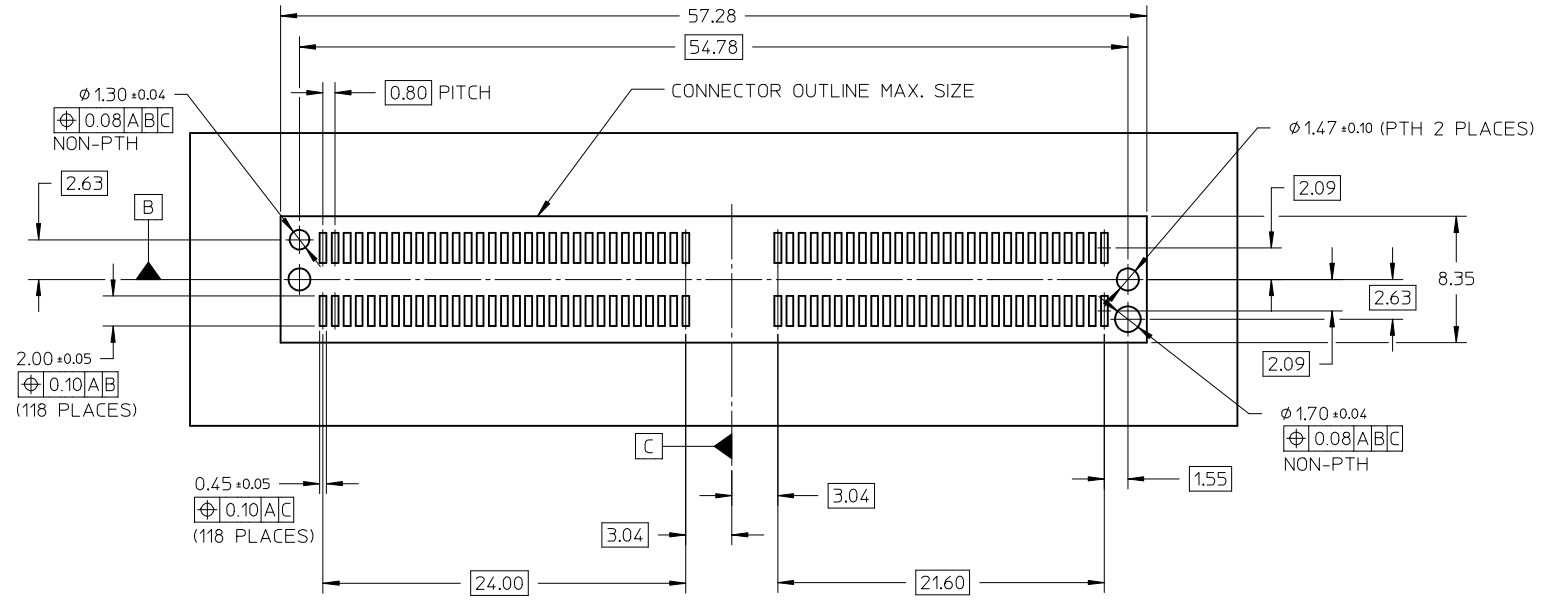 57.28
54.78
0.80 PITCH
CONNECTOR OUTLINE MAX. SIZE
Ø 1.30 ±0.04
⌖ 0.08 A B C
NON-PTH
Ø 1.47 ±0.10 (PTH 2 PLACES)
2.63
B
2.09
8.35
2.63
2.09
2.00 ±0.05
⌖ 0.10 A B
(118 PLACES)
Ø 1.70 ±0.04
⌖ 0.08 A B C
NON-PTH
C
0.45 ±0.05
⌖ 0.10 A C
(118 PLACES)
1.55
3.04
3.04
24.00
21.60